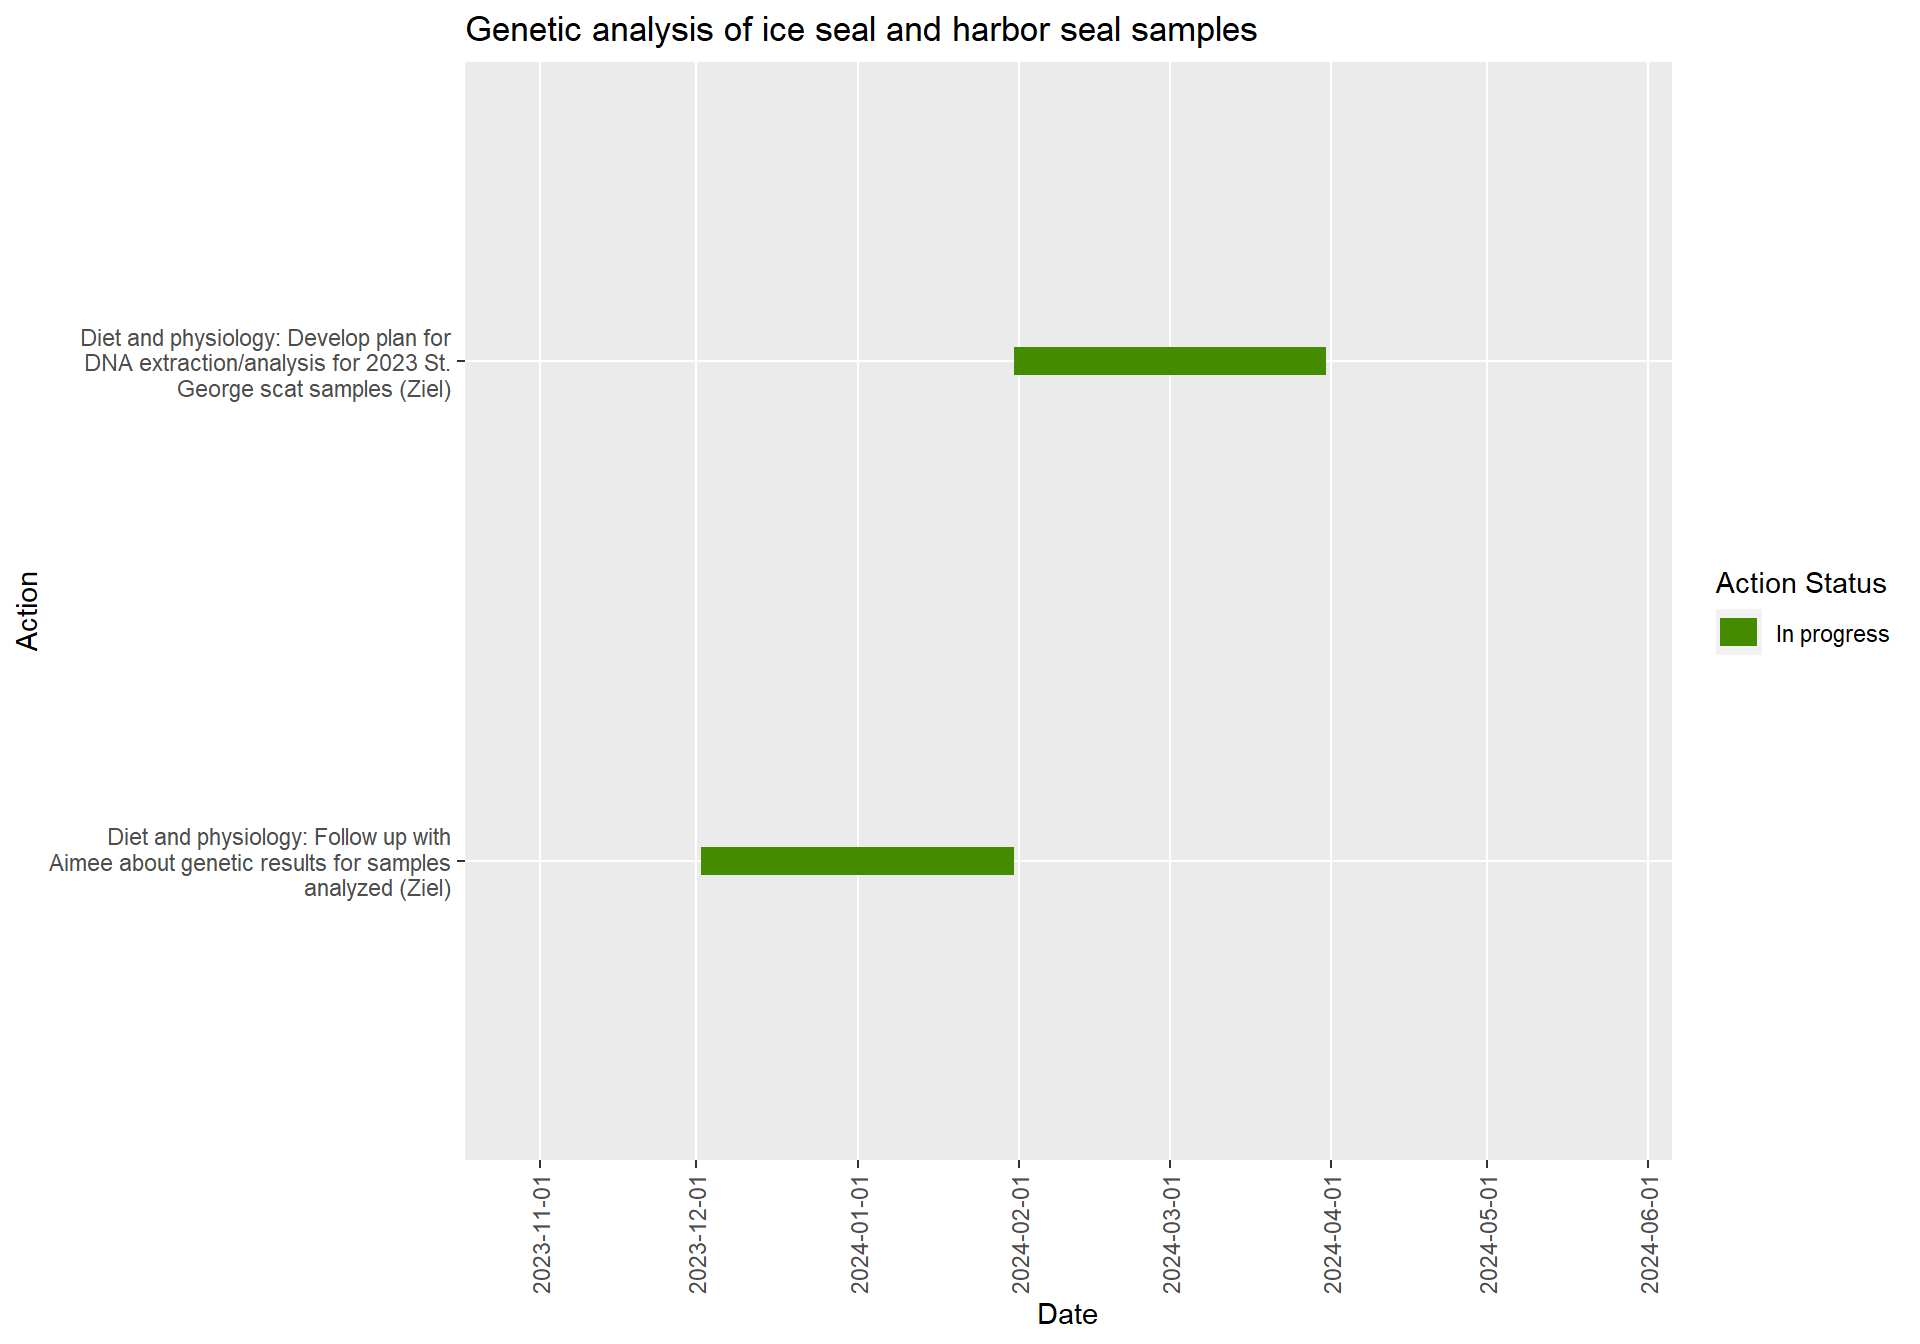 Genetic analysis of ice seal and harbor seal samples
Action
Diet and physiology: Develop plan for
DNA extraction/analysis for 2023 St.
George scat samples (Ziel)
Diet and physiology: Follow up with
Aimee about genetic results for samples
analyzed (Ziel)
2023-11-01
2023-12-01
2024-01-01
2024-02-01
2024-03-01
2024-04-01
2024-05-01
2024-06-01
Date
Action Status
In progress